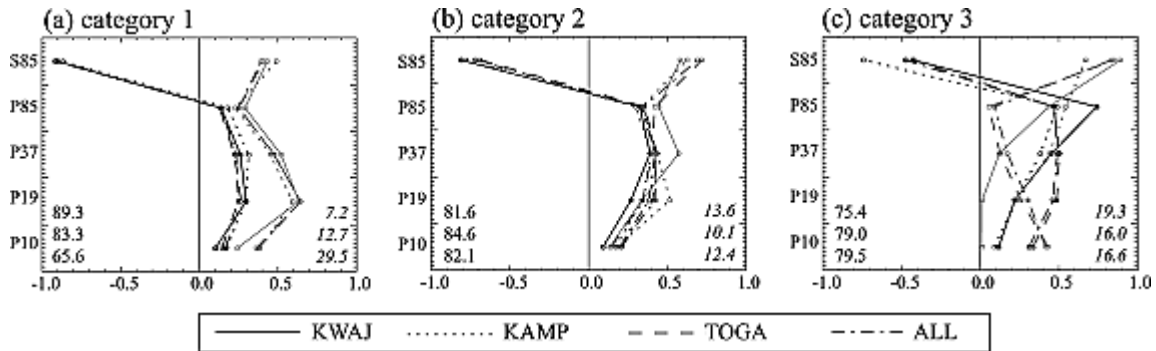 (a) category 1
(b) category 2
(c) category 3
S85
P85
P37
P19
P10
89.3
83.3
65.6
7.2
12.7
29.5
-1.0 -0.5 0.0 0.5 1.0
S85
P85
P37
P19
P10
81.6
84.6
82.1
13.6
10.1
12.4
-1.0 -0.5 0.0 0.5 1.0
S85
P85
P37
P19
P10
75.4
79.0
79.5
19.3
16.0
16.6
-1.0 -0.5 0.0 0.5 1.0
KWAJ KAMP TOGA ALL